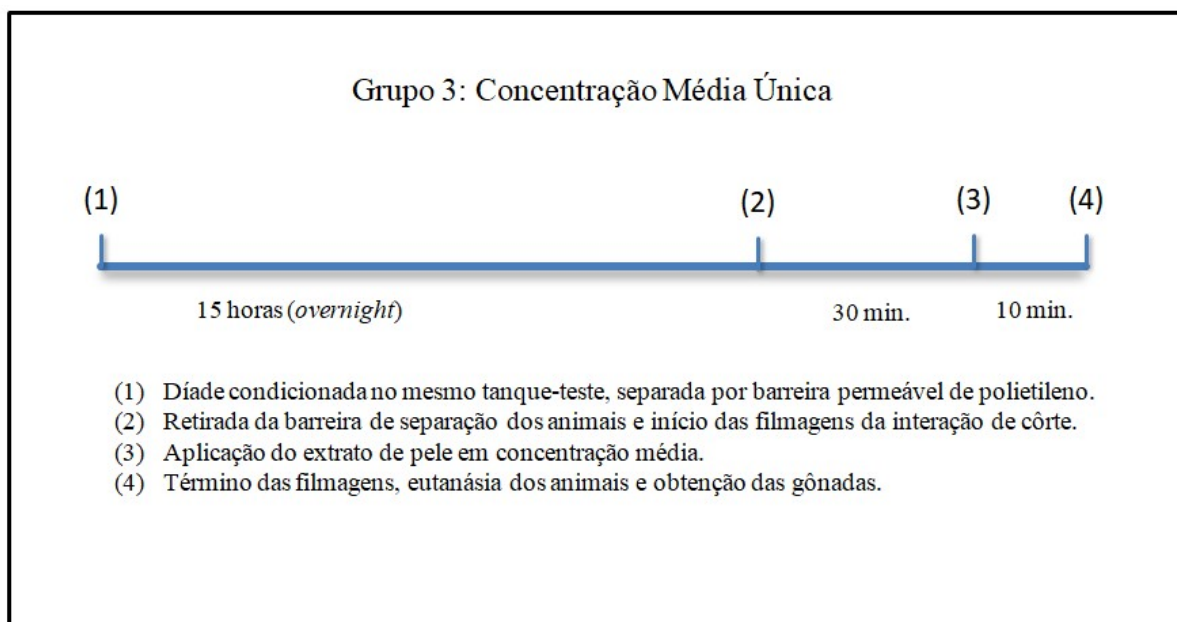 Grupo 3: Concentração Média Única
(1) (2) (3) (4)
15 horas (overnight) 30 min. 10 min.
(1) Díade condicionada no mesmo tanque-teste, separada por barreira permeável de polietileno.
(2) Retirada da barreira de separação dos animais e início das filmagens da interação de côrte.
(3) Aplicação do extrato de pele em concentração média.
(4) Término das filmagens, eutanásia dos animais e obtenção das gônadas.